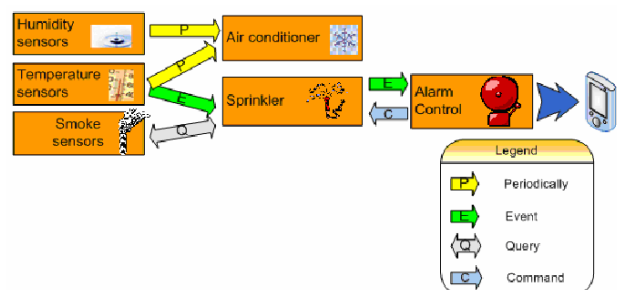 Humidity
sensors
P
Air conditioner
Temperature
sensors
P
E
Sprinkler
E
C
Alarm
Control
Smoke
sensors
Q
Legend
P Periodically
E Event
Q Query
C Command